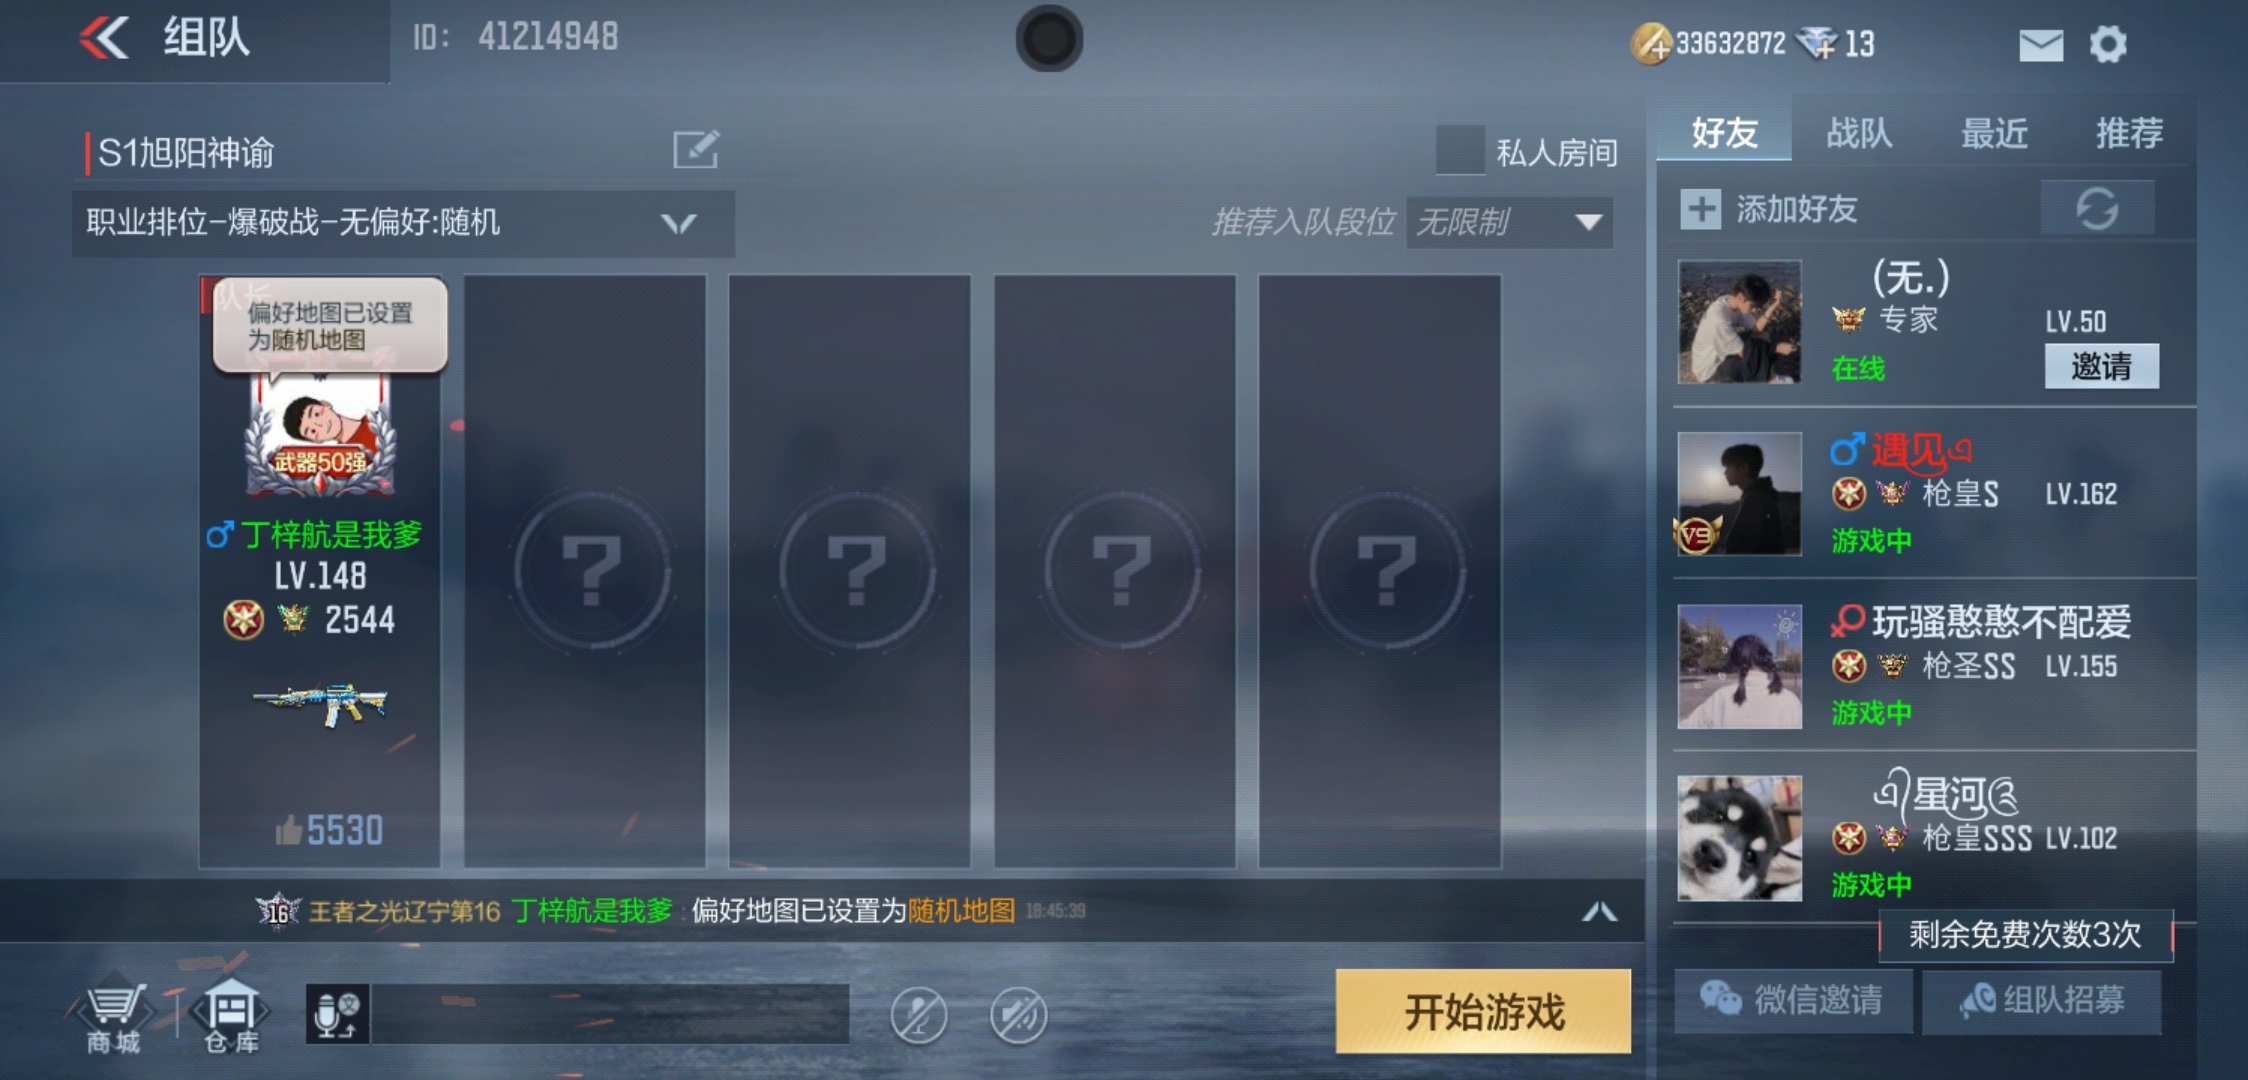 组队
ID: 41214948
33632872
13
S1旭阳神谕
私人房间
职业排位-爆破战-无偏好:随机
推荐入队段位 无限制
队长
偏好地图已设置
为随机地图
武器50强
丁梓航是我爹
LV.148
2544
5530
?
?
?
?
16 王者之光辽宁第16 丁梓航是我爹: 偏好地图已设置为随机地图 18:45:39
商城
仓库
开始游戏
好友 战队 最近 推荐
添加好友
(无.)
专家 LV.50
在线 邀请
遇见
V9
枪皇S LV.162
游戏中
玩骚憨憨不配爱
枪圣SS LV.155
游戏中
星河
枪皇SSS LV.102
游戏中
剩余免费次数3次
微信邀请 组队招募